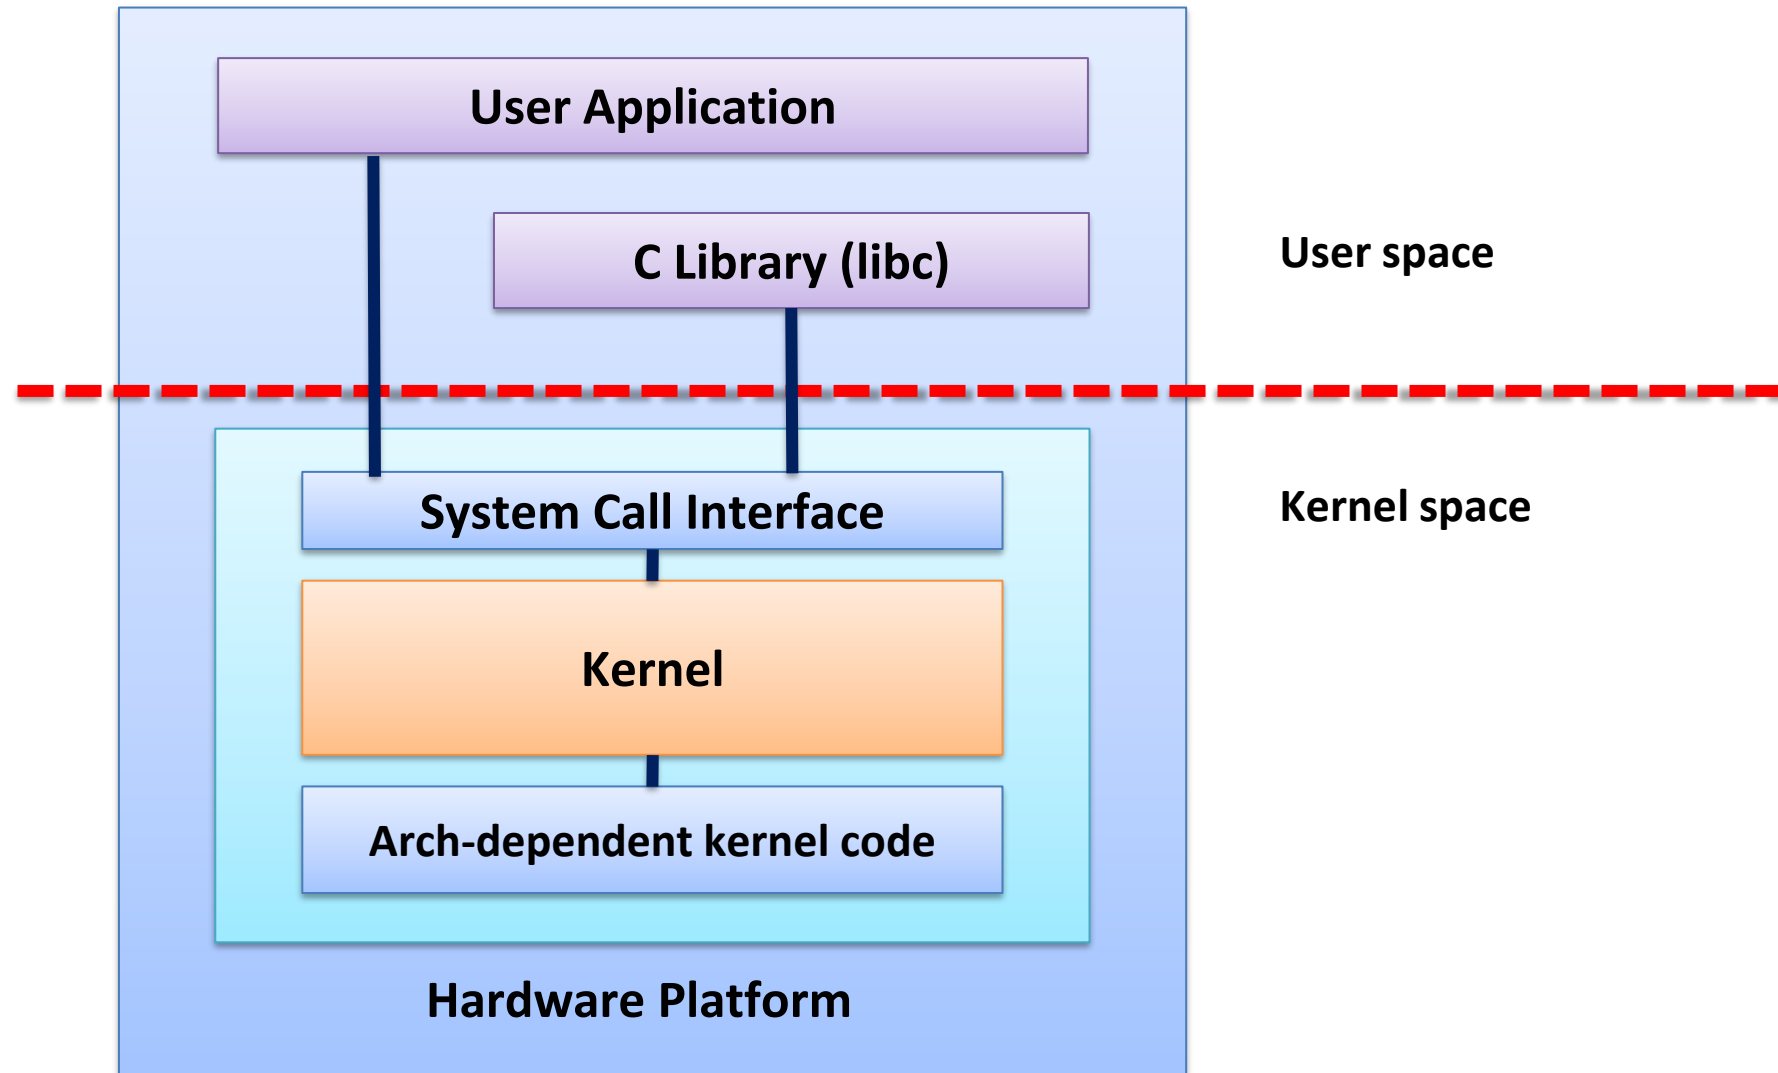 User Application
C Library (libc)
User space
System Call Interface
Kernel space
Kernel
Arch-dependent kernel code
Hardware Platform